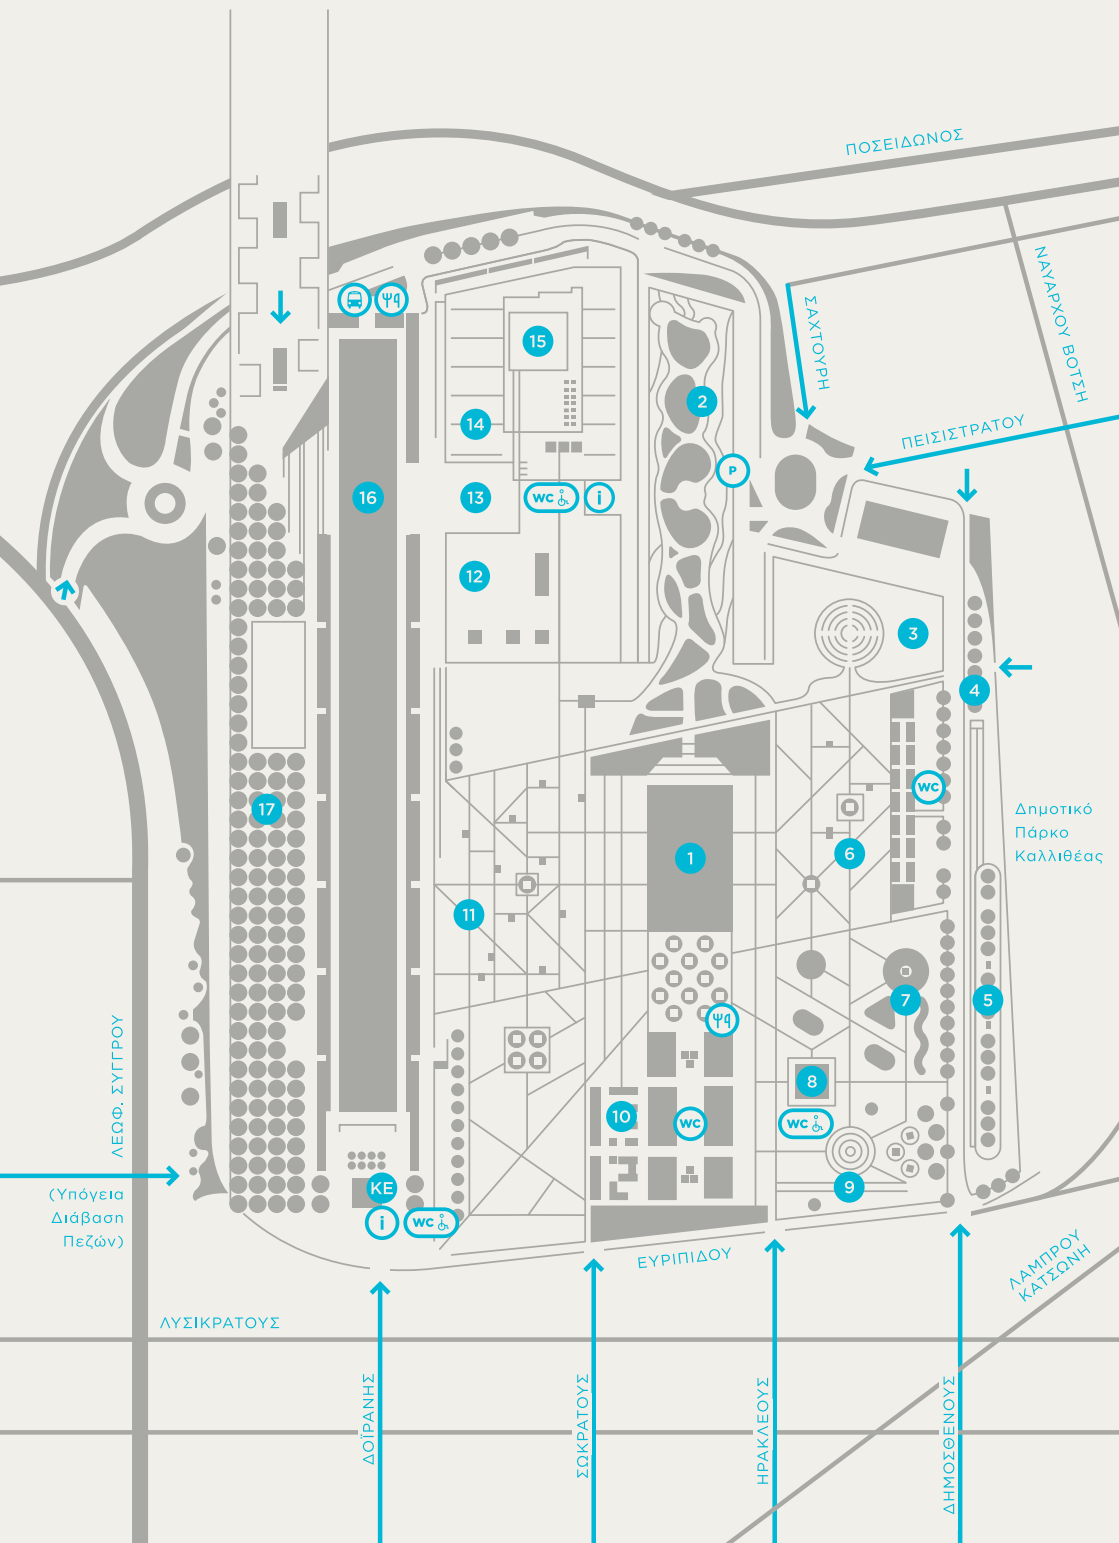 ΠΟΣΕΙΔΩΝΟΣ
ΝΑΥΑΡΧΟΥ ΒΟΤΣΗ
ΣΑΧΤΟΥΡΗ
ΠΕΙΣΙΣΤΡΑΤΟΥ
15
2
14
P
16
13
WC
i
12
3
4
WC
17
Δημοτικό
Πάρκο
Καλλιθέας
1
6
11
7
5
8
10
WC
WC
ΛΕΩΦ. ΣΥΓΓΡΟΥ
KE
9
(Υπόγεια
Διάβαση
Πεζών)
i
WC
ΕΥΡΙΠΙΔΟΥ
ΛΑΜΠΡΟΥ
ΚΑΤΣΩΝΗ
ΛΥΣΙΚΡΑΤΟΥΣ
ΔΟΪΡΑΝΗΣ
ΣΩΚΡΑΤΟΥΣ
ΗΡΑΚΛΕΟΥΣ
ΔΗΜΟΣΘΕΝΟΥΣ